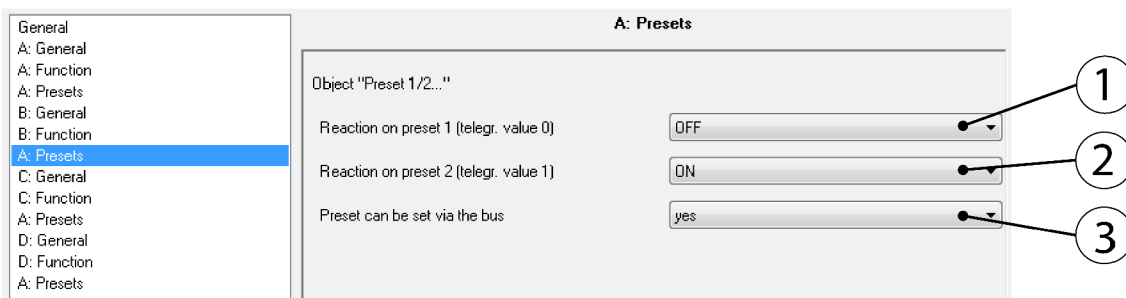 General
A: General
A: Function
A: Presets
B: General
B: Function
A: Presets
C: General
C: Function
A: Presets
D: General
D: Function
A: Presets
A: Presets
Object "Preset 1/2..."
Reaction on preset 1 (telegr. value 0) OFF
Reaction on preset 2 (telegr. value 1) ON
Preset can be set via the bus yes
1
2
3